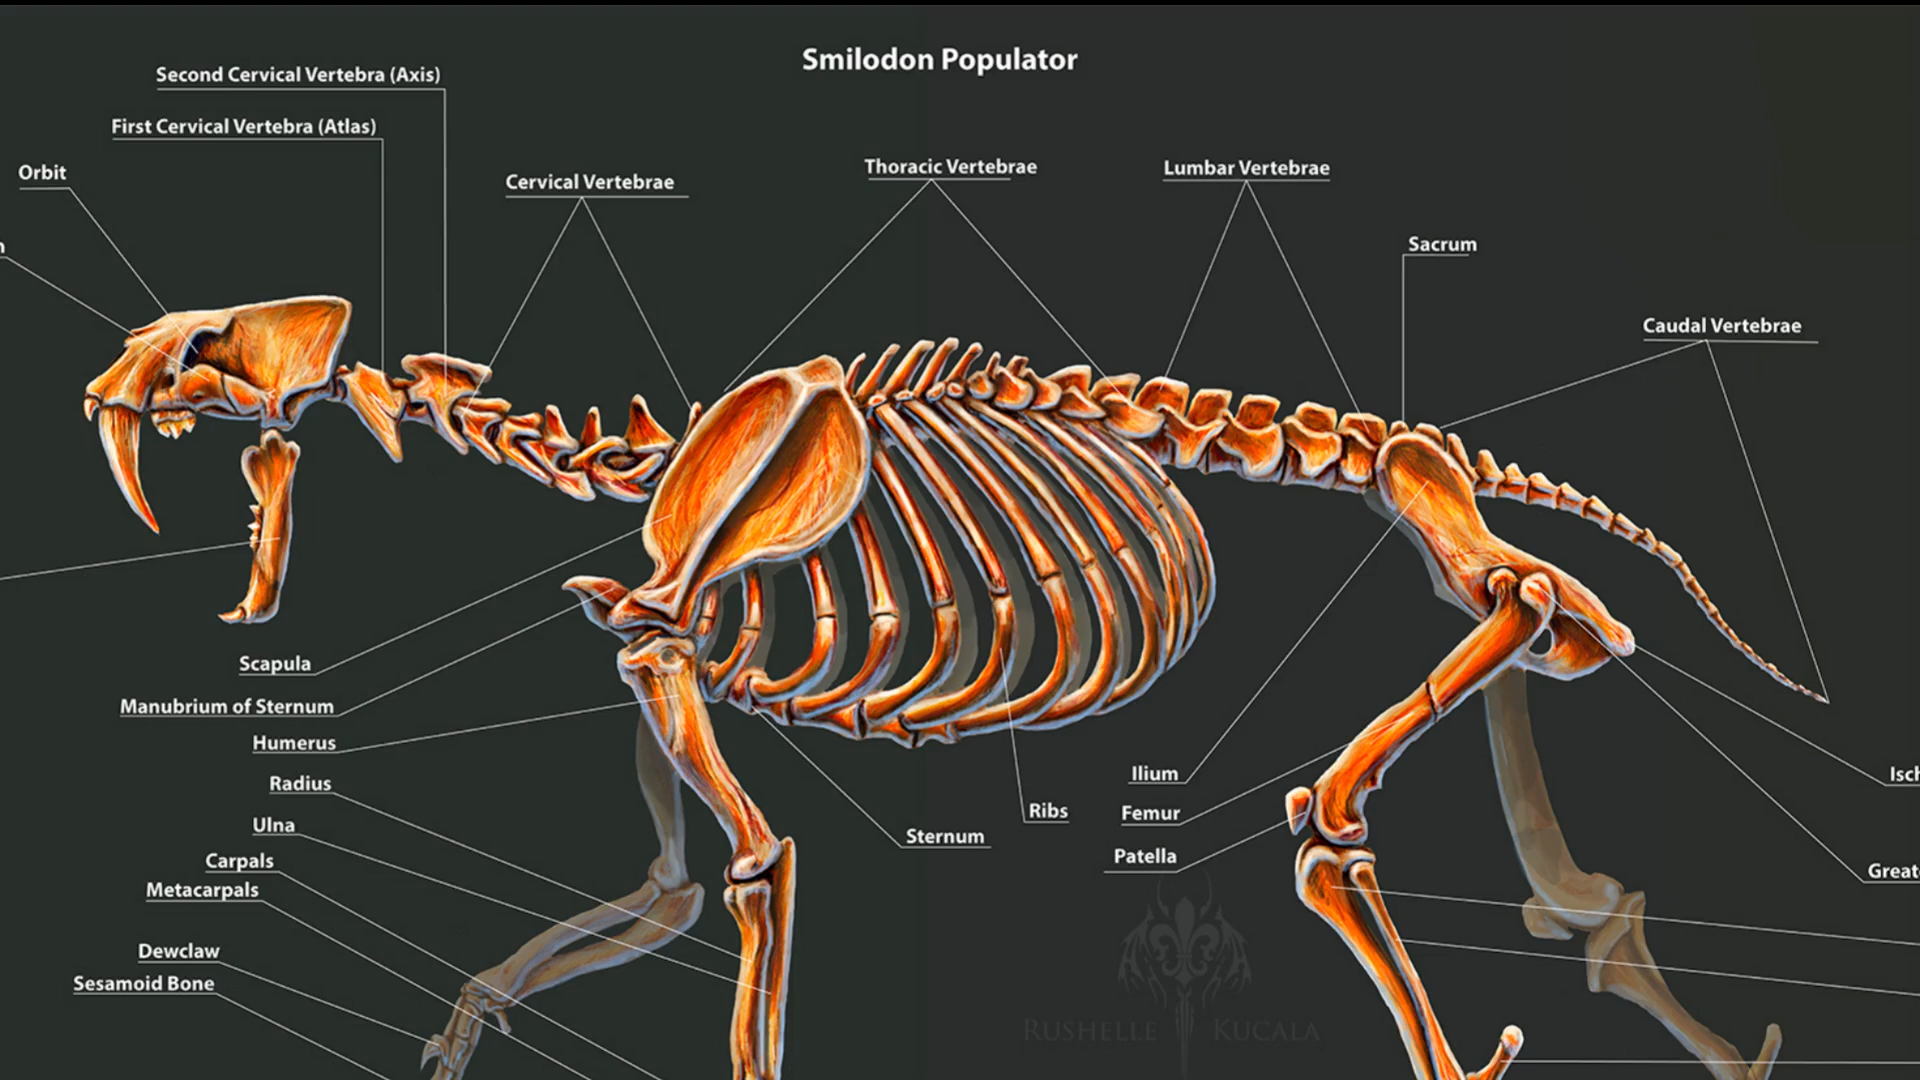 Smilodon Populator
Second Cervical Vertebra (Axis)
First Cervical Vertebra (Atlas)
Orbit
Cervical Vertebrae
Thoracic Vertebrae
Lumbar Vertebrae
Sacrum
Caudal Vertebrae
Scapula
Manubrium of Sternum
Humerus
Radius
Ulna
Carpals
Metacarpals
Dewclaw
Sesamoid Bone
Sternum
Ribs
Ilium
Femur
Patella
RUSHELLE KUCALA